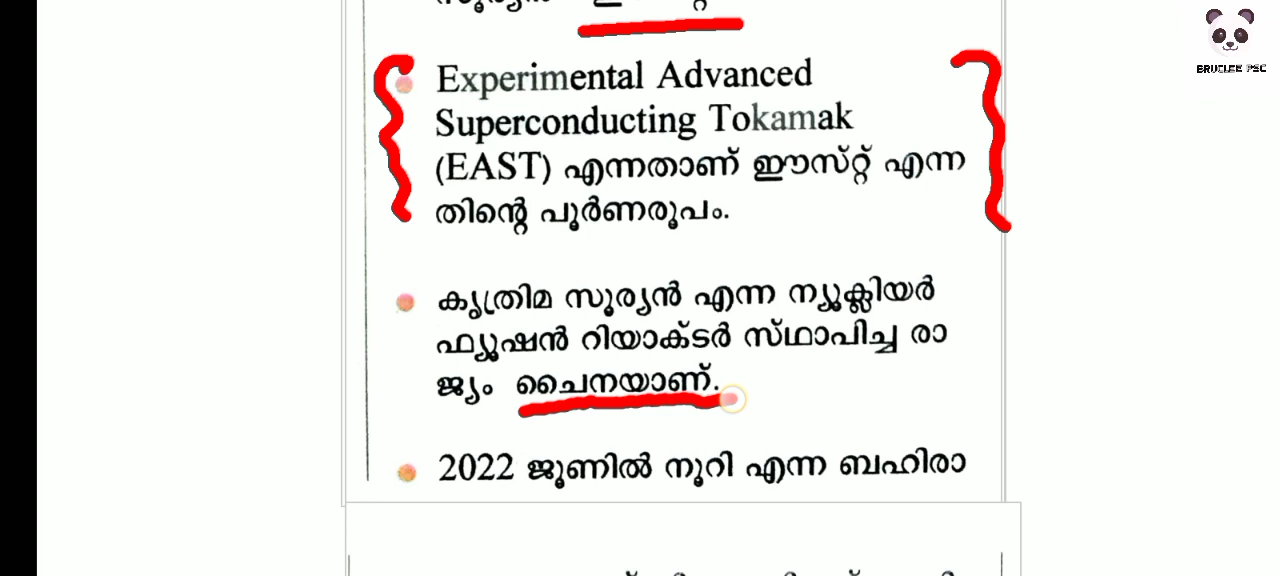 Experimental Advanced
Superconducting Tokamak
(EAST) എന്നതാണ് ഈസ്റ്റ് എന്ന
തിന്റെ പൂർണരൂപം.
കൃത്രിമ സൂര്യൻ എന്ന ന്യൂക്ലിയർ
ഫ്യൂഷൻ റിയാക്ടർ സ്ഥാപിച്ച രാ
ജ്യം ചൈനയാണ്.
2022 ജൂണിൽ നൂറി എന്ന ബഹിരാ
BRUCLEE PSC